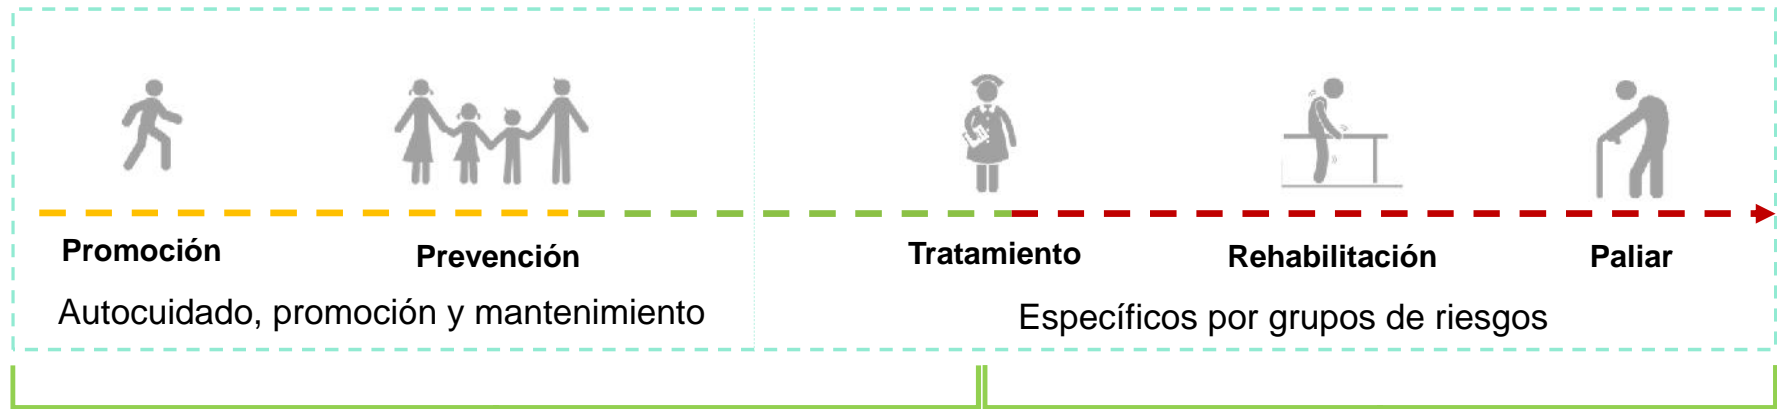 Promoción
Prevención
Tratamiento
Rehabilitación
Paliar
Autocuidado, promoción y mantenimiento
Específicos por grupos de riesgos